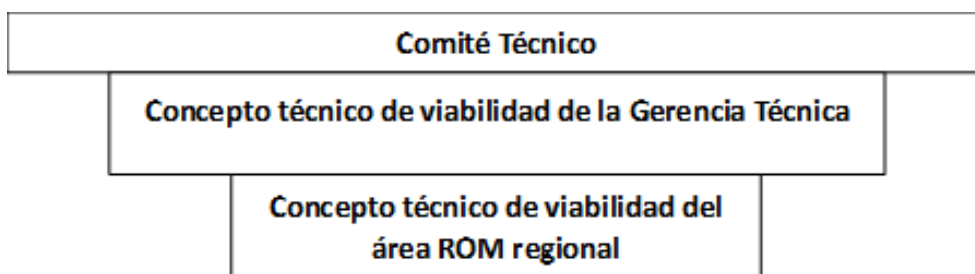 Comité Técnico
Concepto técnico de viabilidad de la Gerencia Técnica
Concepto técnico de viabilidad del
área ROM regional